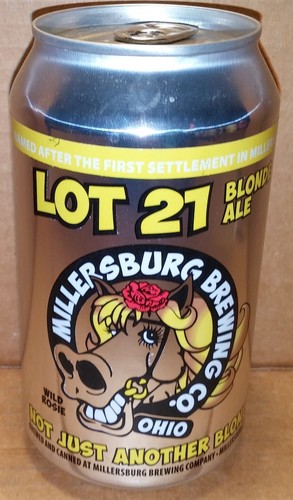 NAMED AFTER THE FIRST SETTLEMENT IN
LOT 21
BLONDE
ALE
MILLERSBURG BREWING CO.
OHIO
WILD
ROSIE
NOT JUST ANOTHER
AND CANNED AT MILLERSBURG BREWING COMPANY